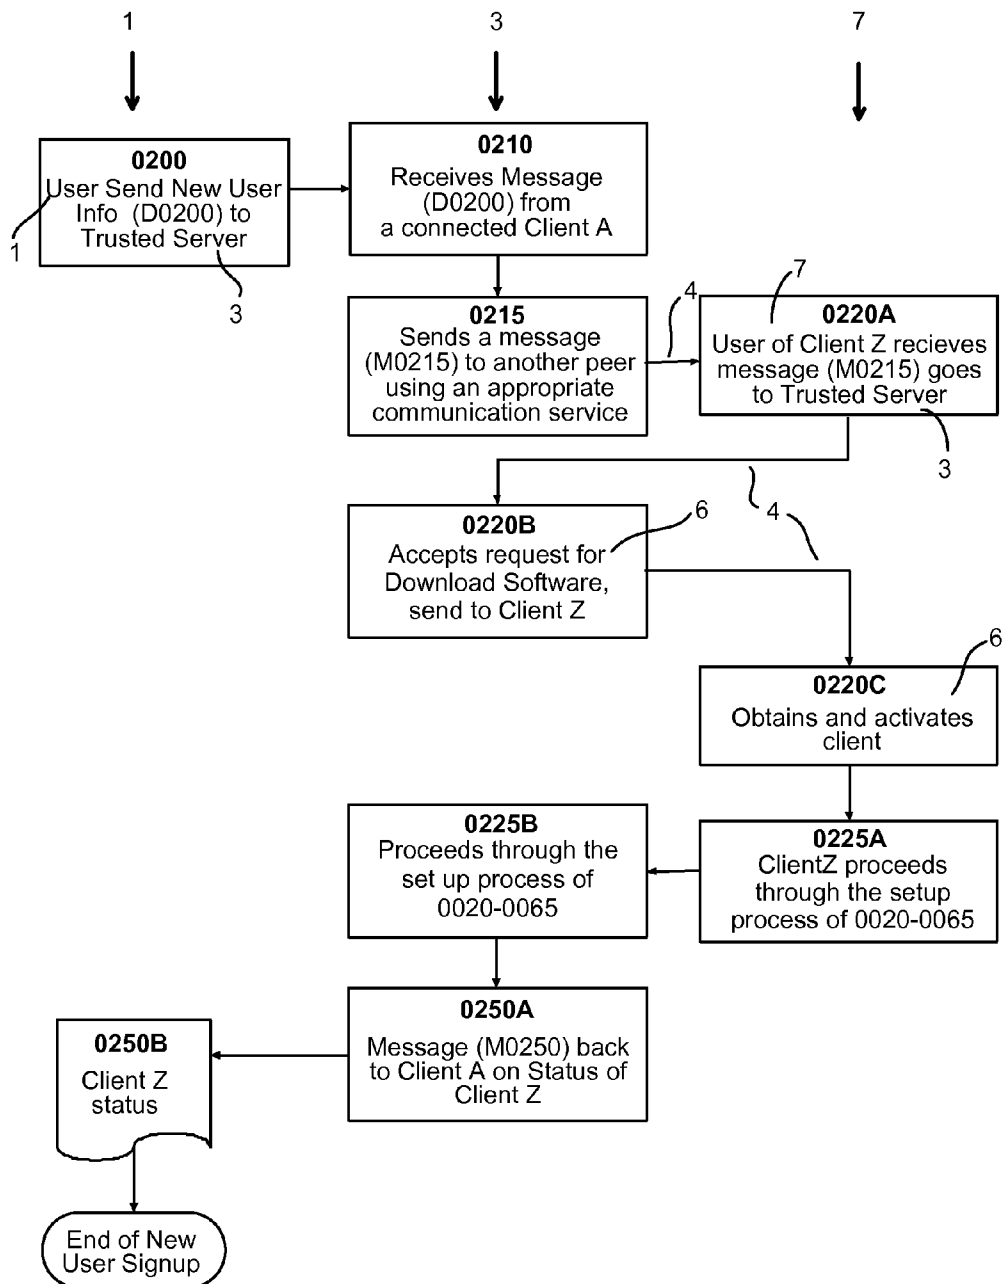 1
3
7
0200
User Send New User
Info (D0200) to
Trusted Server
1
3
0210
Receives Message
(D0200) from
a connected Client A
0215
Sends a message
(M0215) to another peer
using an appropriate
communication service
4
7
0220A
User of Client Z recieves
message (M0215) goes
to Trusted Server
3
4
0220B
Accepts request for
Download Software,
send to Client Z
6
6
0220C
Obtains and activates
client
0225B
Proceeds through the
set up process of
0020-0065
0225A
ClientZ proceeds
through the setup
process of 0020-0065
0250A
Message (M0250) back
to Client A on Status of
Client Z
0250B
Client Z
status
End of New
User Signup